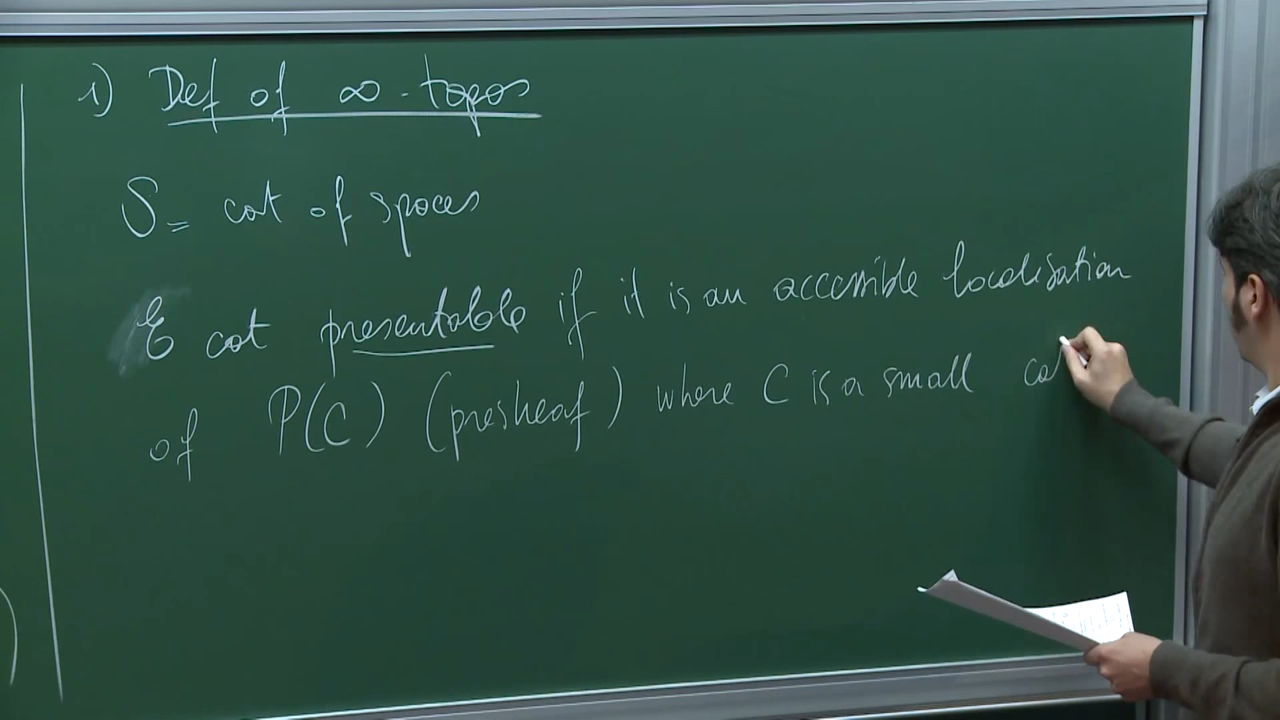 1) Def of ∞-topos
S = cat of spaces
E cat presentable if it is an accessible localisation
of P(C) (presheaf) where C is a small cat